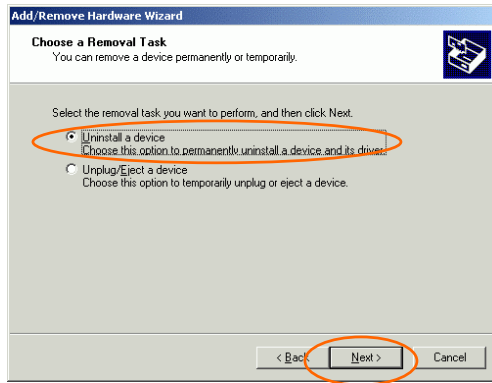 Add/Remove Hardware Wizard
Choose a Removal Task
You can remove a device permanently or temporarily.
Select the removal task you want to perform, and then click Next.
Uninstall a device
Choose this option to permanently uninstall a device and its driver.
Unplug/Eject a device
Choose this option to temporarily unplug or eject a device.
< Back Next > Cancel